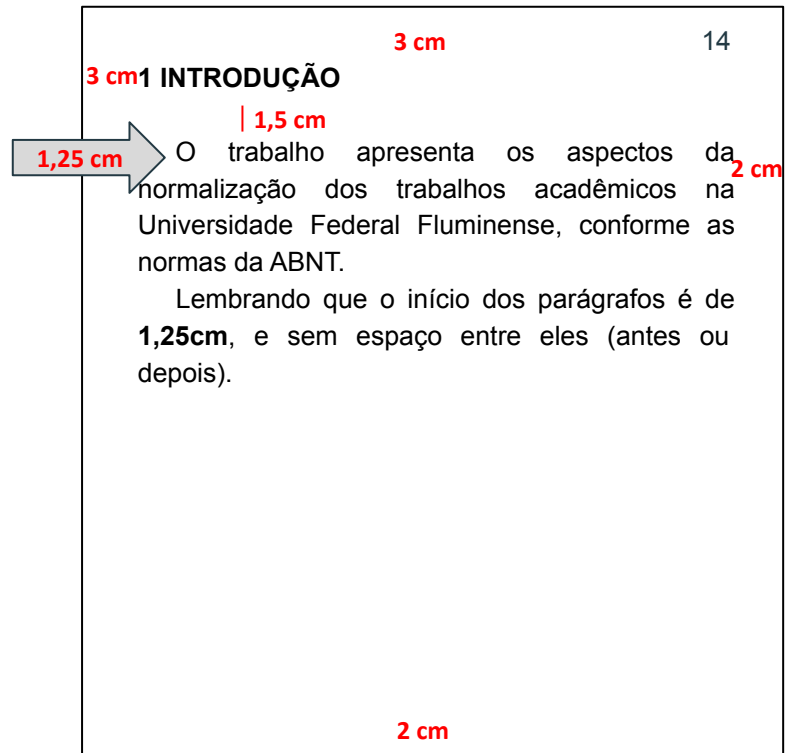 3 cm 14
3 cm 1 INTRODUÇÃO
1,5 cm
1,25 cm O trabalho apresenta os aspectos da 2 cm
normalização dos trabalhos acadêmicos na
Universidade Federal Fluminense, conforme as
normas da ABNT.
Lembrando que o início dos parágrafos é de
1,25cm, e sem espaço entre eles (antes ou
depois).
2 cm